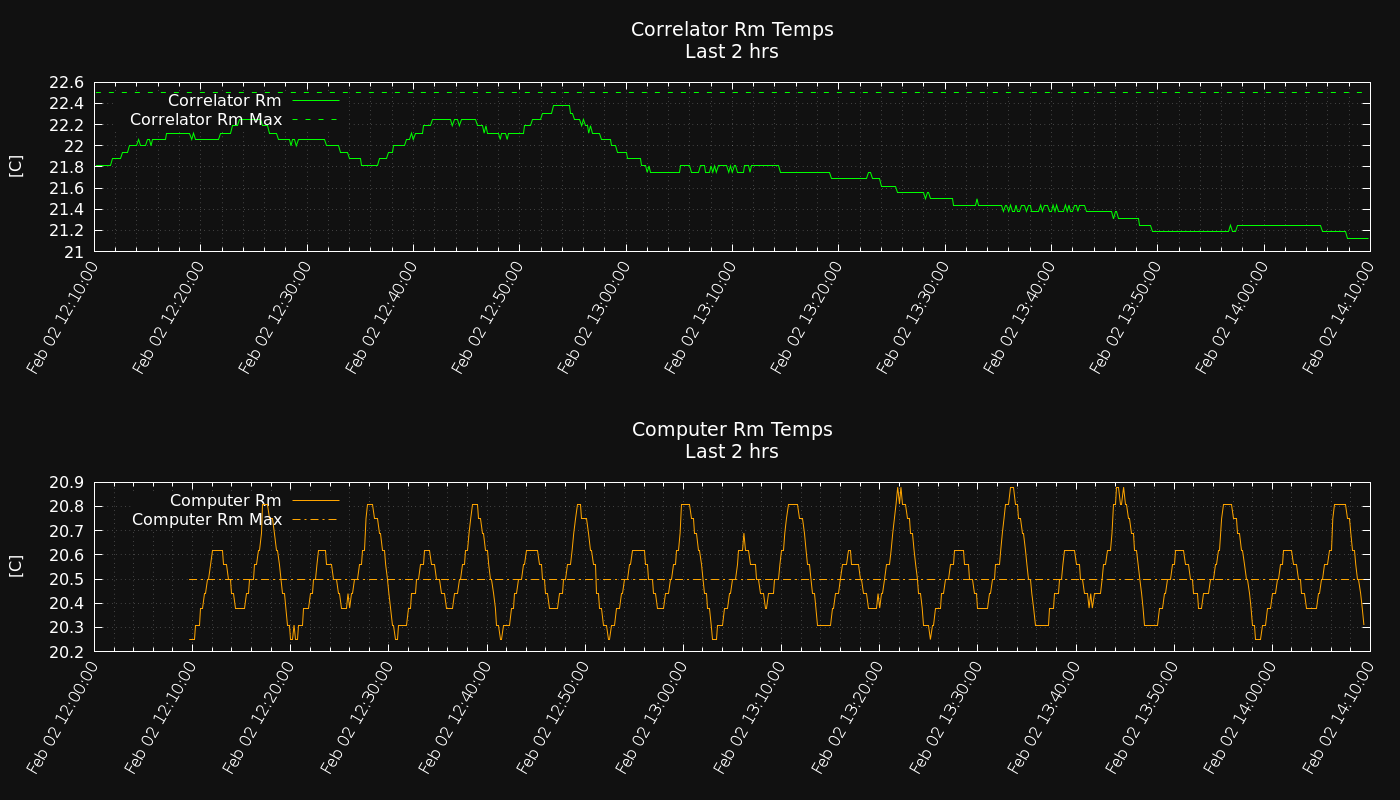 Correlator Rm Temps
Last 2 hrs
22.6
22.4
22.2
22
21.8
21.6
21.4
21.2
21
[C]
Correlator Rm
Correlator Rm Max
Feb 02 12:10:00
Feb 02 12:20:00
Feb 02 12:30:00
Feb 02 12:40:00
Feb 02 12:50:00
Feb 02 13:00:00
Feb 02 13:10:00
Feb 02 13:20:00
Feb 02 13:30:00
Feb 02 13:40:00
Feb 02 13:50:00
Feb 02 14:00:00
Feb 02 14:10:00
Computer Rm Temps
Last 2 hrs
20.9
20.8
20.7
20.6
20.5
20.4
20.3
20.2
[C]
Computer Rm
Computer Rm Max
Feb 02 12:00:00
Feb 02 12:10:00
Feb 02 12:20:00
Feb 02 12:30:00
Feb 02 12:40:00
Feb 02 12:50:00
Feb 02 13:00:00
Feb 02 13:10:00
Feb 02 13:20:00
Feb 02 13:30:00
Feb 02 13:40:00
Feb 02 13:50:00
Feb 02 14:00:00
Feb 02 14:10:00